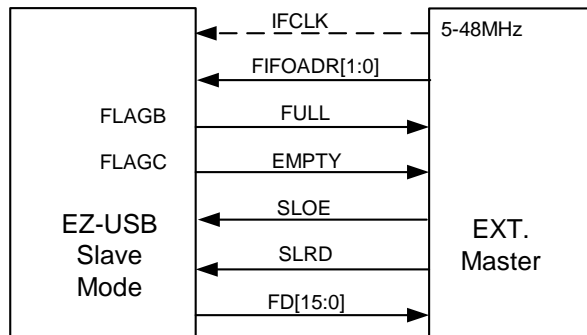 IFCLK
5-48MHz
FIFOADR[1:0]
FLAGB
FULL
FLAGC
EMPTY
SLOE
EZ-USB
Slave
Mode
EXT.
Master
SLRD
FD[15:0]